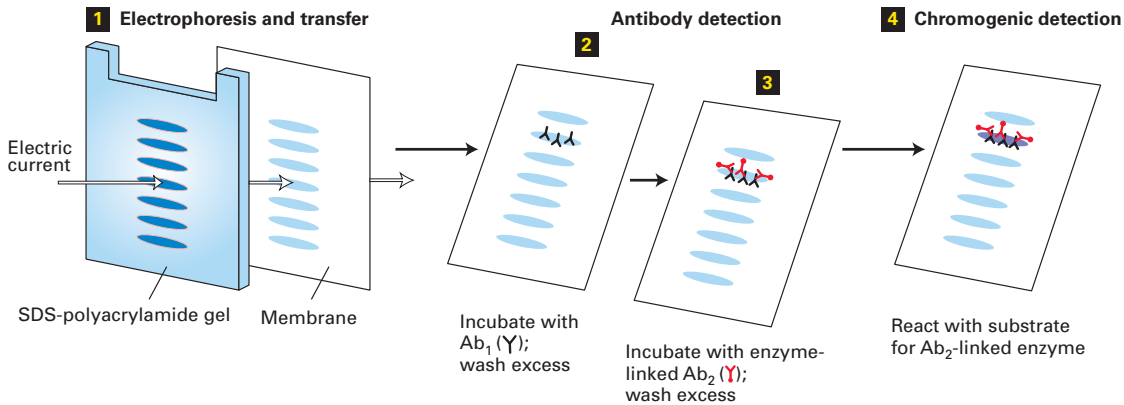 1 Electrophoresis and transfer
Electric
current
SDS-polyacrylamide gel
Membrane
Antibody detection
2
Incubate with
Ab₁ (Y);
wash excess
3
Incubate with enzyme-
linked Ab₂ (Y);
wash excess
4 Chromogenic detection
React with substrate
for Ab₂-linked enzyme